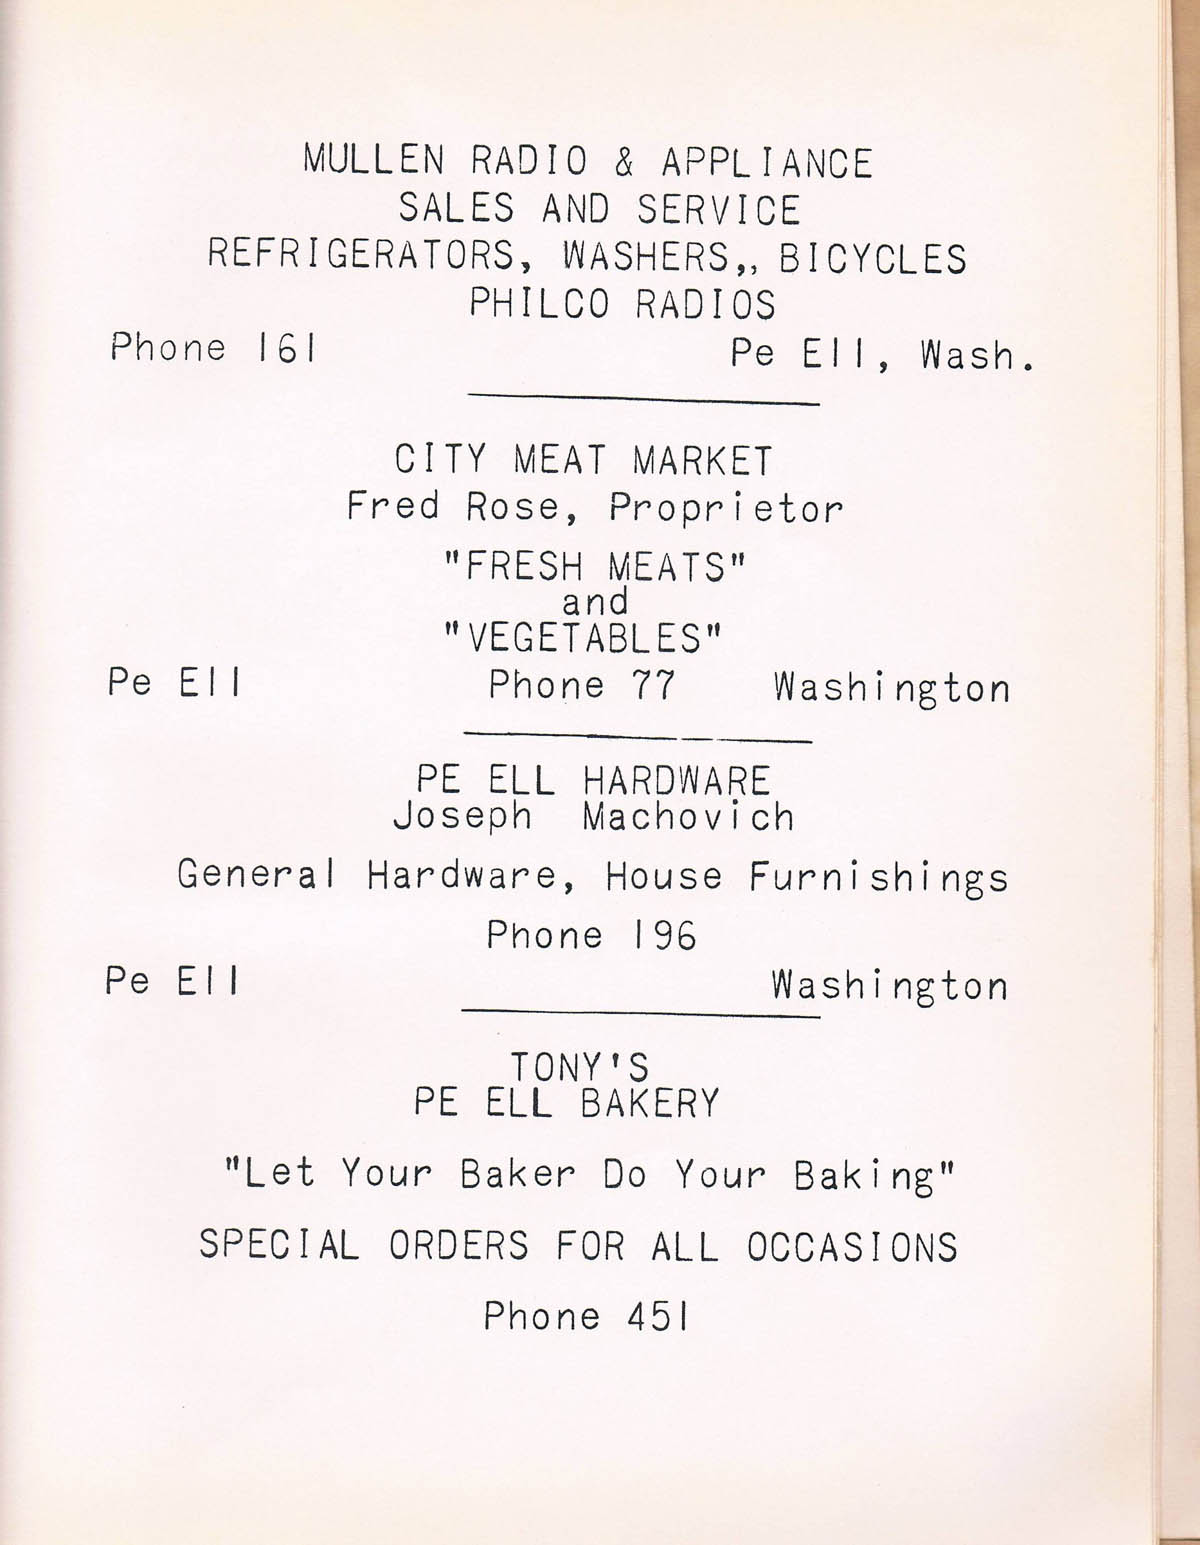 MULLEN RADIO & APPLIANCE
SALES AND SERVICE
REFRIGERATORS, WASHERS,, BICYCLES
PHILCO RADIOS
Phone 161 Pe Ell, Wash.
CITY MEAT MARKET
Fred Rose, Proprietor
"FRESH MEATS"
and
"VEGETABLES"
Pe Ell Phone 77 Washington
PE ELL HARDWARE
Joseph Machovich
General Hardware, House Furnishings
Phone 196
Pe Ell Washington
TONY'S
PE ELL BAKERY
"Let Your Baker Do Your Baking"
SPECIAL ORDERS FOR ALL OCCASIONS
Phone 451